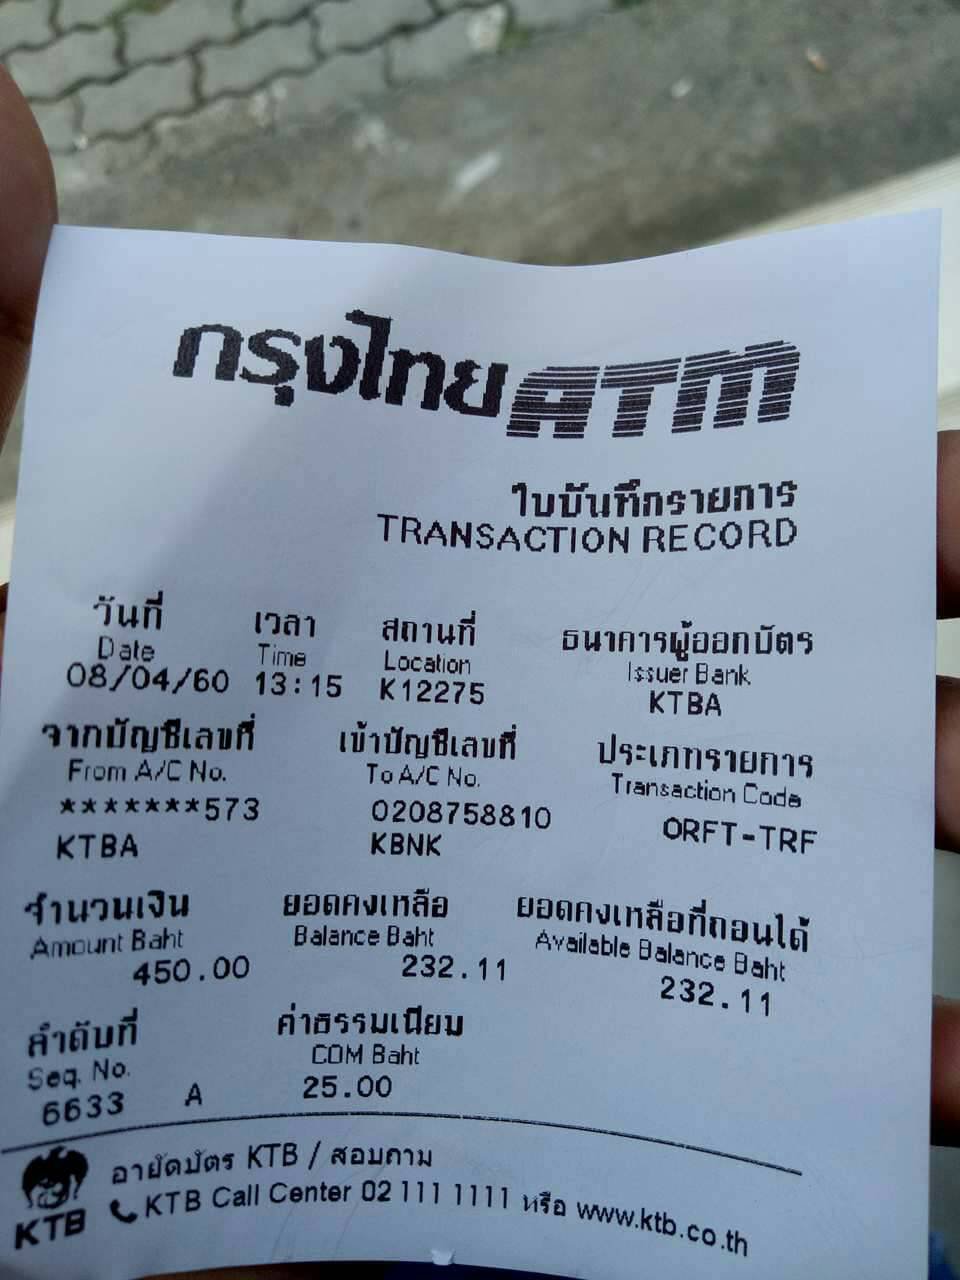 กรุงไทย ATM
ใบบันทึกรายการ
TRANSACTION RECORD
วันที่ เวลา สถานที่ ธนาคารผู้ออกบัตร
Date Time Location Issuer Bank
08/04/60 13:15 K12275 KTBA
จากบัญชีเลขที่ เข้าบัญชีเลขที่ ประเภทรายการ
From A/C No. To A/C No. Transaction Code
*******573 0208758810 ORFT-TRF
KTBA KBNK
จำนวนเงิน ยอดคงเหลือ ยอดคงเหลือที่ถอนได้
Amount Baht Balance Baht Available Balance Baht
450.00 232.11 232.11
ลำดับที่ ค่าธรรมเนียม
Seq. No. COM Baht
6633 A 25.00
อายัดบัตร KTB / สอบถาม
KTB Call Center 02 111 1111 หรือ www.ktb.co.th
KTB